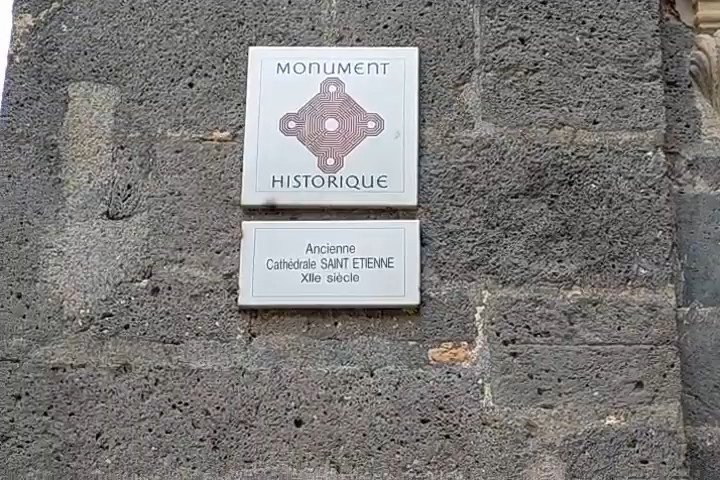 MONUMENT
HISTORIQUE
Ancienne
Cathédrale SAINT ETIENNE
XIIe siècle